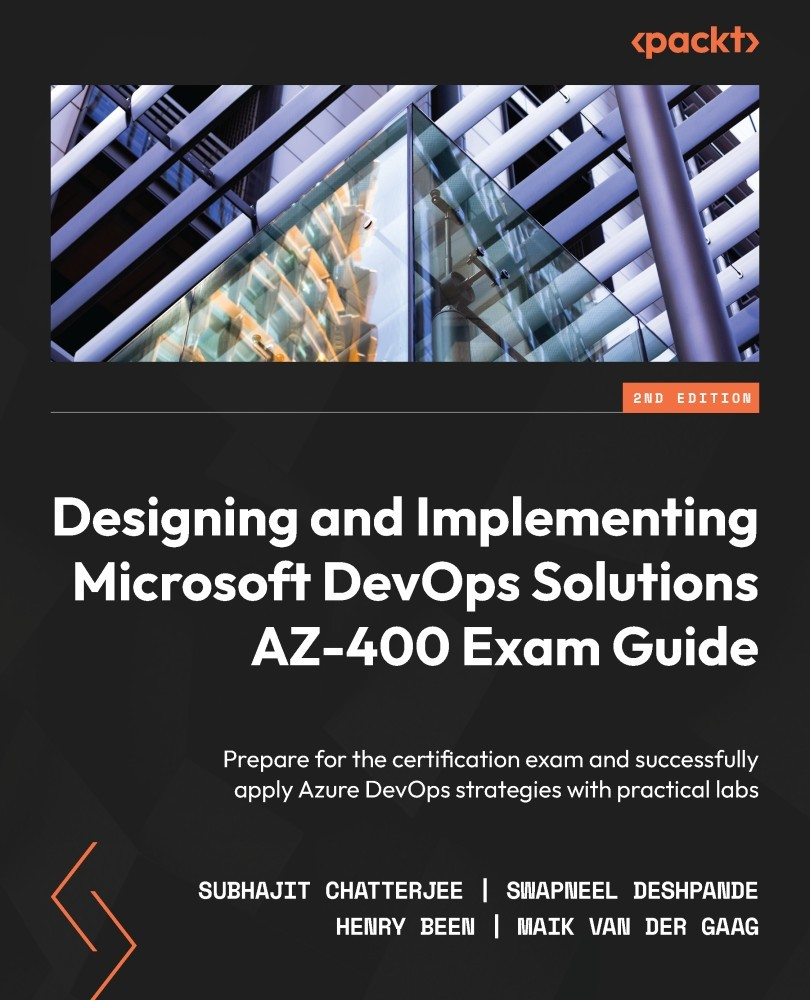 <packt>
2ND EDITION
Designing and Implementing
Microsoft DevOps Solutions
AZ-400 Exam Guide
Prepare for the certification exam and successfully
apply Azure DevOps strategies with practical labs
SUBHAJIT CHATTERJEE | SWAPNEEL DESHPANDE
HENRY BEEN | MAIK VAN DER GAAG